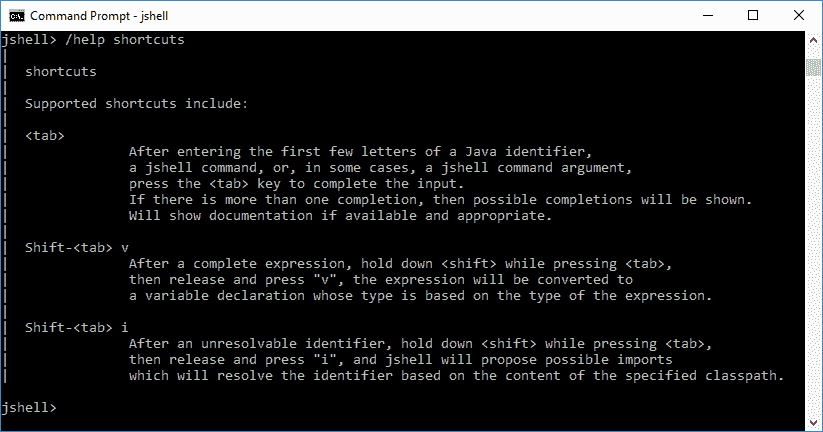 Command Prompt - jshell
jshell> /help shortcuts
|
|  shortcuts
|
|  Supported shortcuts include:
|
|  <tab>
|               After entering the first few letters of a Java identifier,
|               a jshell command, or, in some cases, a jshell command argument,
|               press the <tab> key to complete the input.
|               If there is more than one completion, then possible completions will be shown.
|               Will show documentation if available and appropriate.
|
|  Shift-<tab> v
|               After a complete expression, hold down <shift> while pressing <tab>,
|               then release and press "v", the expression will be converted to
|               a variable declaration whose type is based on the type of the expression.
|
|  Shift-<tab> i
|               After an unresolvable identifier, hold down <shift> while pressing <tab>,
|               then release and press "i", and jshell will propose possible imports
|               which will resolve the identifier based on the content of the specified classpath.
jshell>